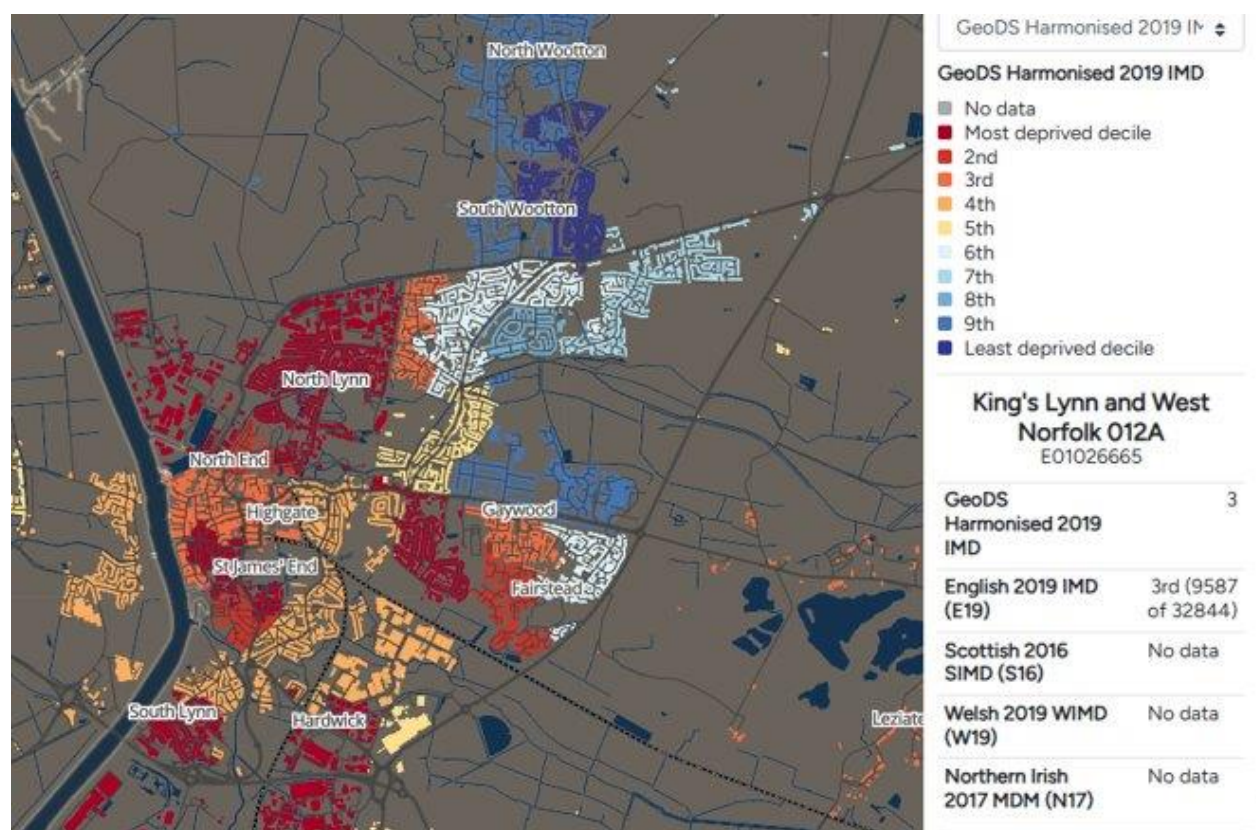 North Wootton
South Wootton
North Lynn
North End
Highgate
Gaywood
St James' End
Fairstead
South Lynn
Hardwick
Leziate
GeoDS Harmonised 2019 IM
GeoDS Harmonised 2019 IMD
No data
Most deprived decile
2nd
3rd
4th
5th
6th
7th
8th
9th
Least deprived decile
King's Lynn and West
Norfolk 012A
E01026665
GeoDS 3
Harmonised 2019
IMD
English 2019 IMD 3rd (9587
(E19) of 32844)
Scottish 2016 No data
SIMD (S16)
Welsh 2019 WIMD No data
(W19)
Northern Irish No data
2017 MDM (N17)